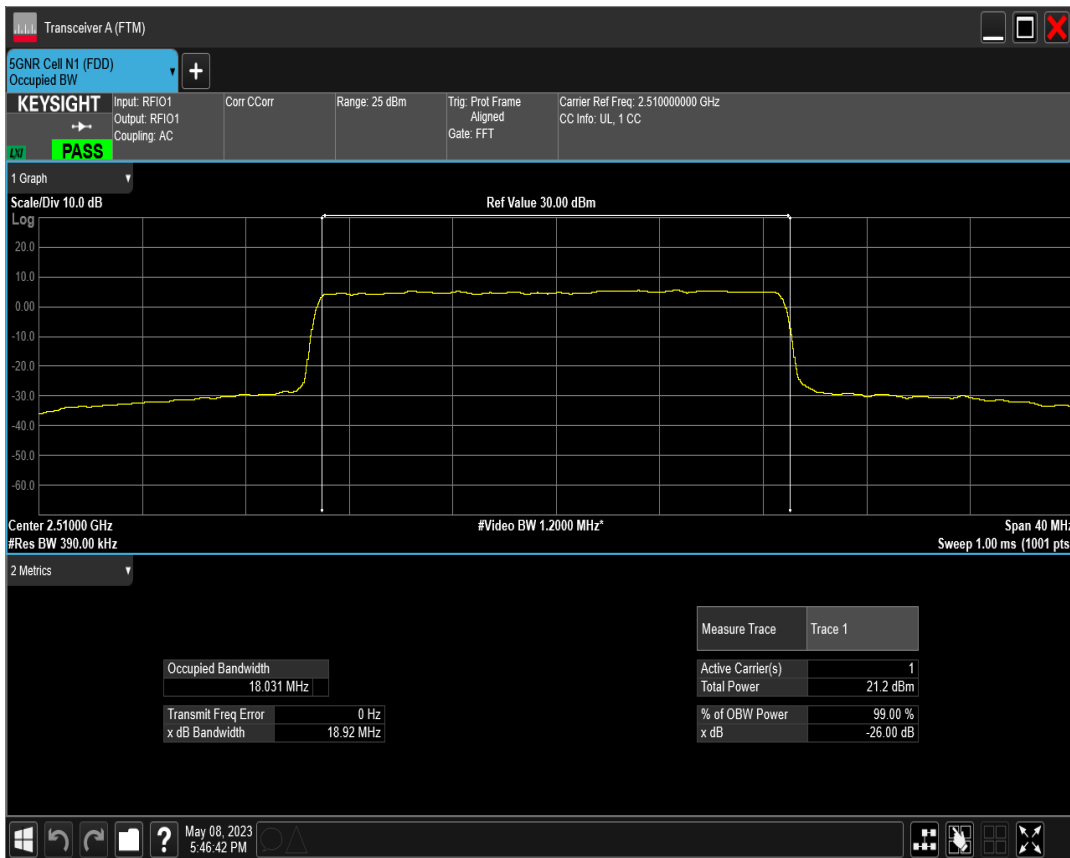 Transceiver A (FTM)
5GNR Cell N1 (FDD)
Occupied BW
+
KEYSIGHT
LXI
PASS
Input: RFIO1
Output: RFIO1
Coupling: AC
Corr CCorr
Range: 25 dBm
Trig: Prot Frame
Aligned
Gate: FFT
Carrier Ref Freq: 2.510000000 GHz
CC Info: UL, 1 CC
1 Graph
Scale/Div 10.0 dB
Ref Value 30.00 dBm
Log
20.0
10.0
0.00
-10.0
-20.0
-30.0
-40.0
-50.0
-60.0
Center 2.51000 GHz
#Video BW 1.2000 MHz*
Span 40 MHz
#Res BW 390.00 kHz
Sweep 1.00 ms (1001 pts
2 Metrics
Measure Trace Trace 1
Occupied Bandwidth
18.031 MHz
Active Carrier(s) 1
Total Power 21.2 dBm
Transmit Freq Error 0 Hz
x dB Bandwidth 18.92 MHz
% of OBW Power 99.00 %
x dB -26.00 dB
?
May 08, 2023
5:46:42 PM